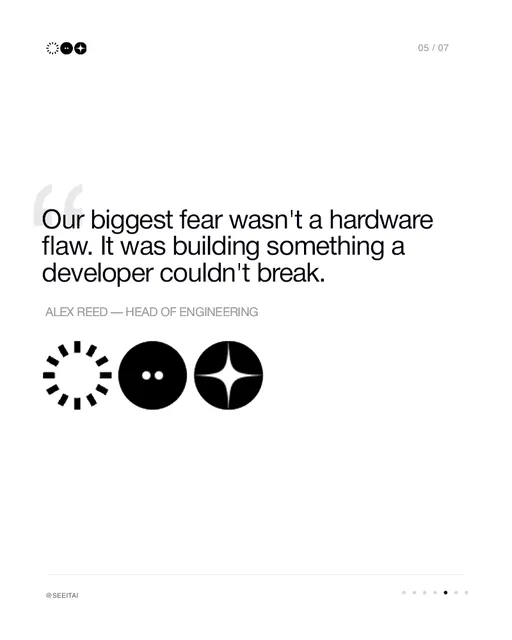 05 / 07
“
Our biggest fear wasn't a hardware
flaw. It was building something a
developer couldn't break.
ALEX REED — HEAD OF ENGINEERING
@SEEITAI